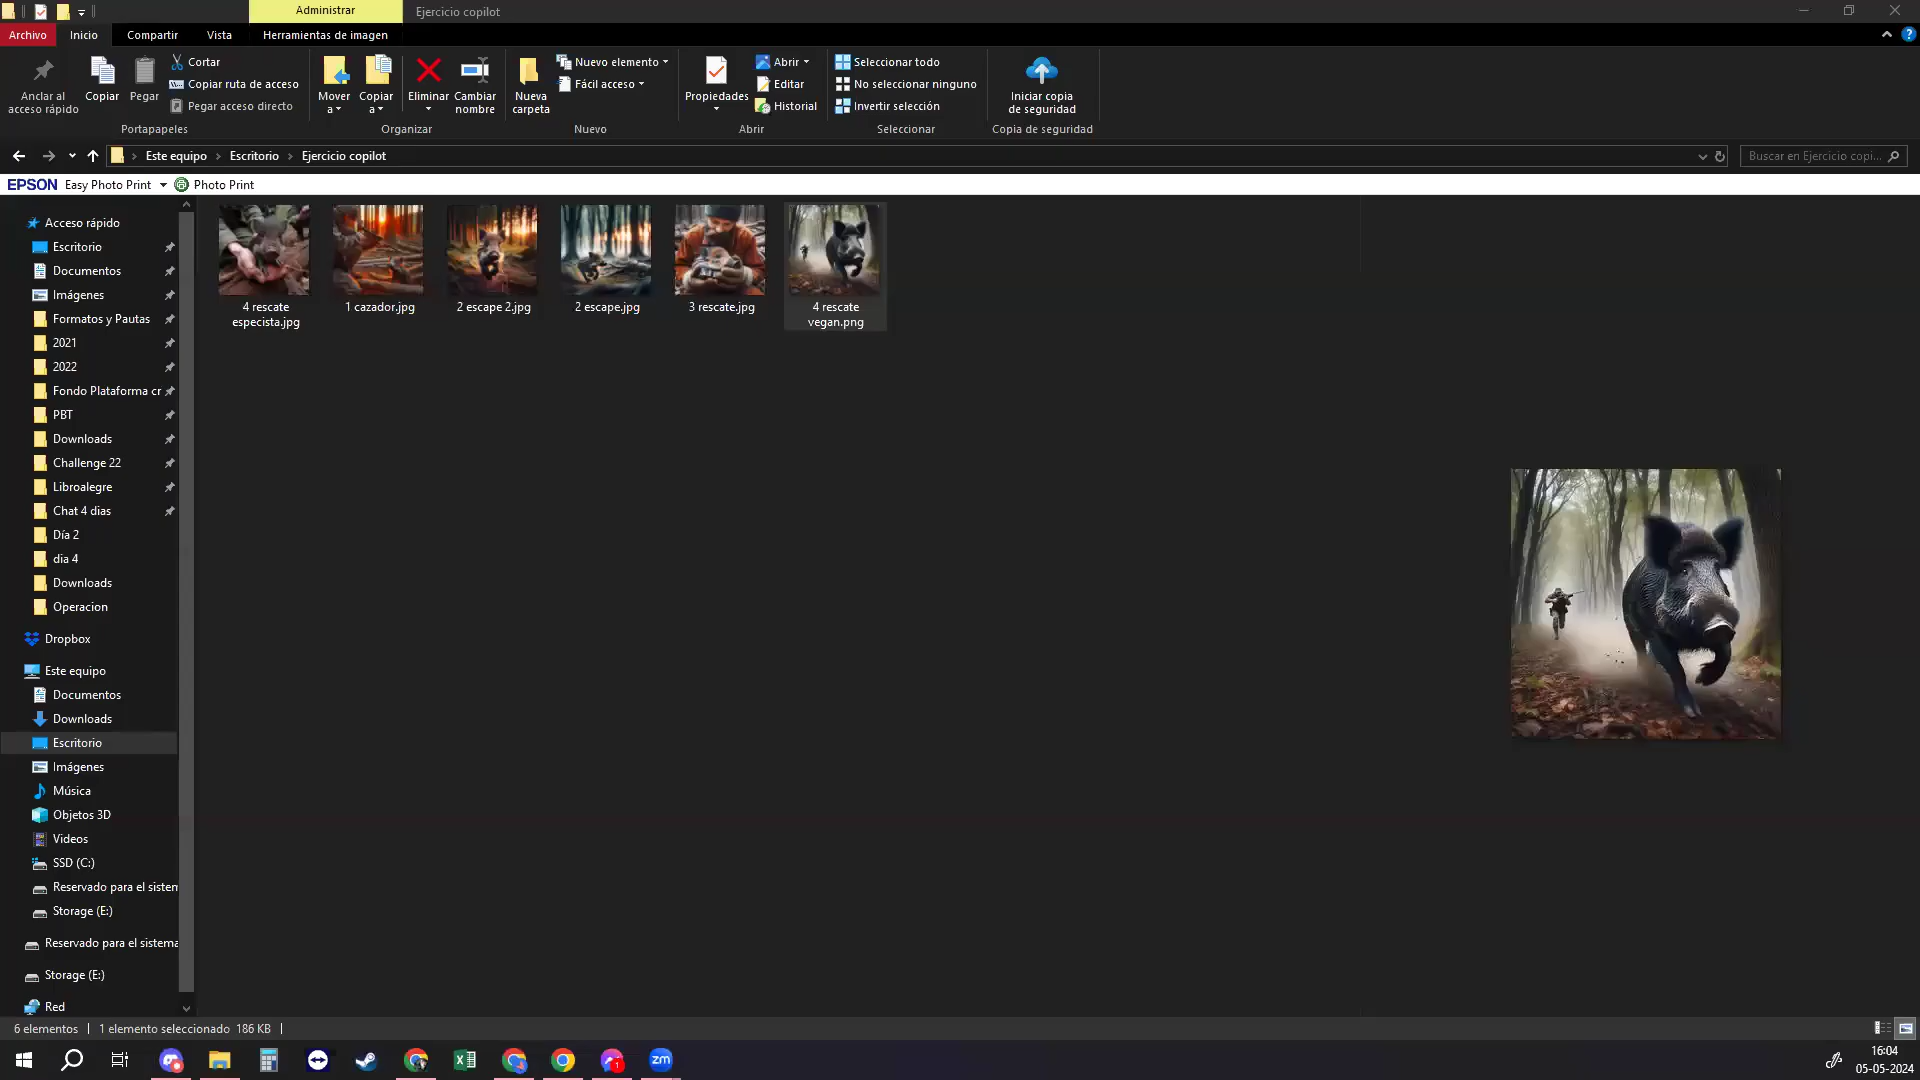 Administrar
Ejercicio copilot
Archivo
Inicio
Compartir
Vista
Herramientas de imagen
Anclar al
acceso rápido
Copiar
Pegar
Cortar
Copiar ruta de acceso
Pegar acceso directo
Portapapeles
Mover
a
Copiar
a
Eliminar
Cambiar
nombre
Organizar
Nueva
carpeta
Nuevo elemento
Fácil acceso
Nuevo
Propiedades
Abrir
Editar
Historial
Abrir
Seleccionar todo
No seleccionar ninguno
Invertir selección
Seleccionar
Iniciar copia
de seguridad
Copia de seguridad
Este equipo
Escritorio
Ejercicio copilot
Buscar en Ejercicio copi...
EPSON
Easy Photo Print
Photo Print
Acceso rápido
Escritorio
Documentos
Imágenes
Formatos y Pautas
2021
2022
Fondo Plataforma cr
PBT
Downloads
Challenge 22
Libroalegre
Chat 4 dias
Día 2
dia 4
Downloads
Operacion
Dropbox
Este equipo
Documentos
Downloads
Escritorio
Imágenes
Música
Objetos 3D
Videos
SSD (C:)
Reservado para el sistem
Storage (E:)
Reservado para el sistema
Storage (E:)
Red
4 rescate
especista.jpg
1 cazador.jpg
2 escape 2.jpg
2 escape.jpg
3 rescate.jpg
4 rescate
vegan.png
6 elementos
1 elemento seleccionado 186 KB
zm
1
16:04
05-05-2024